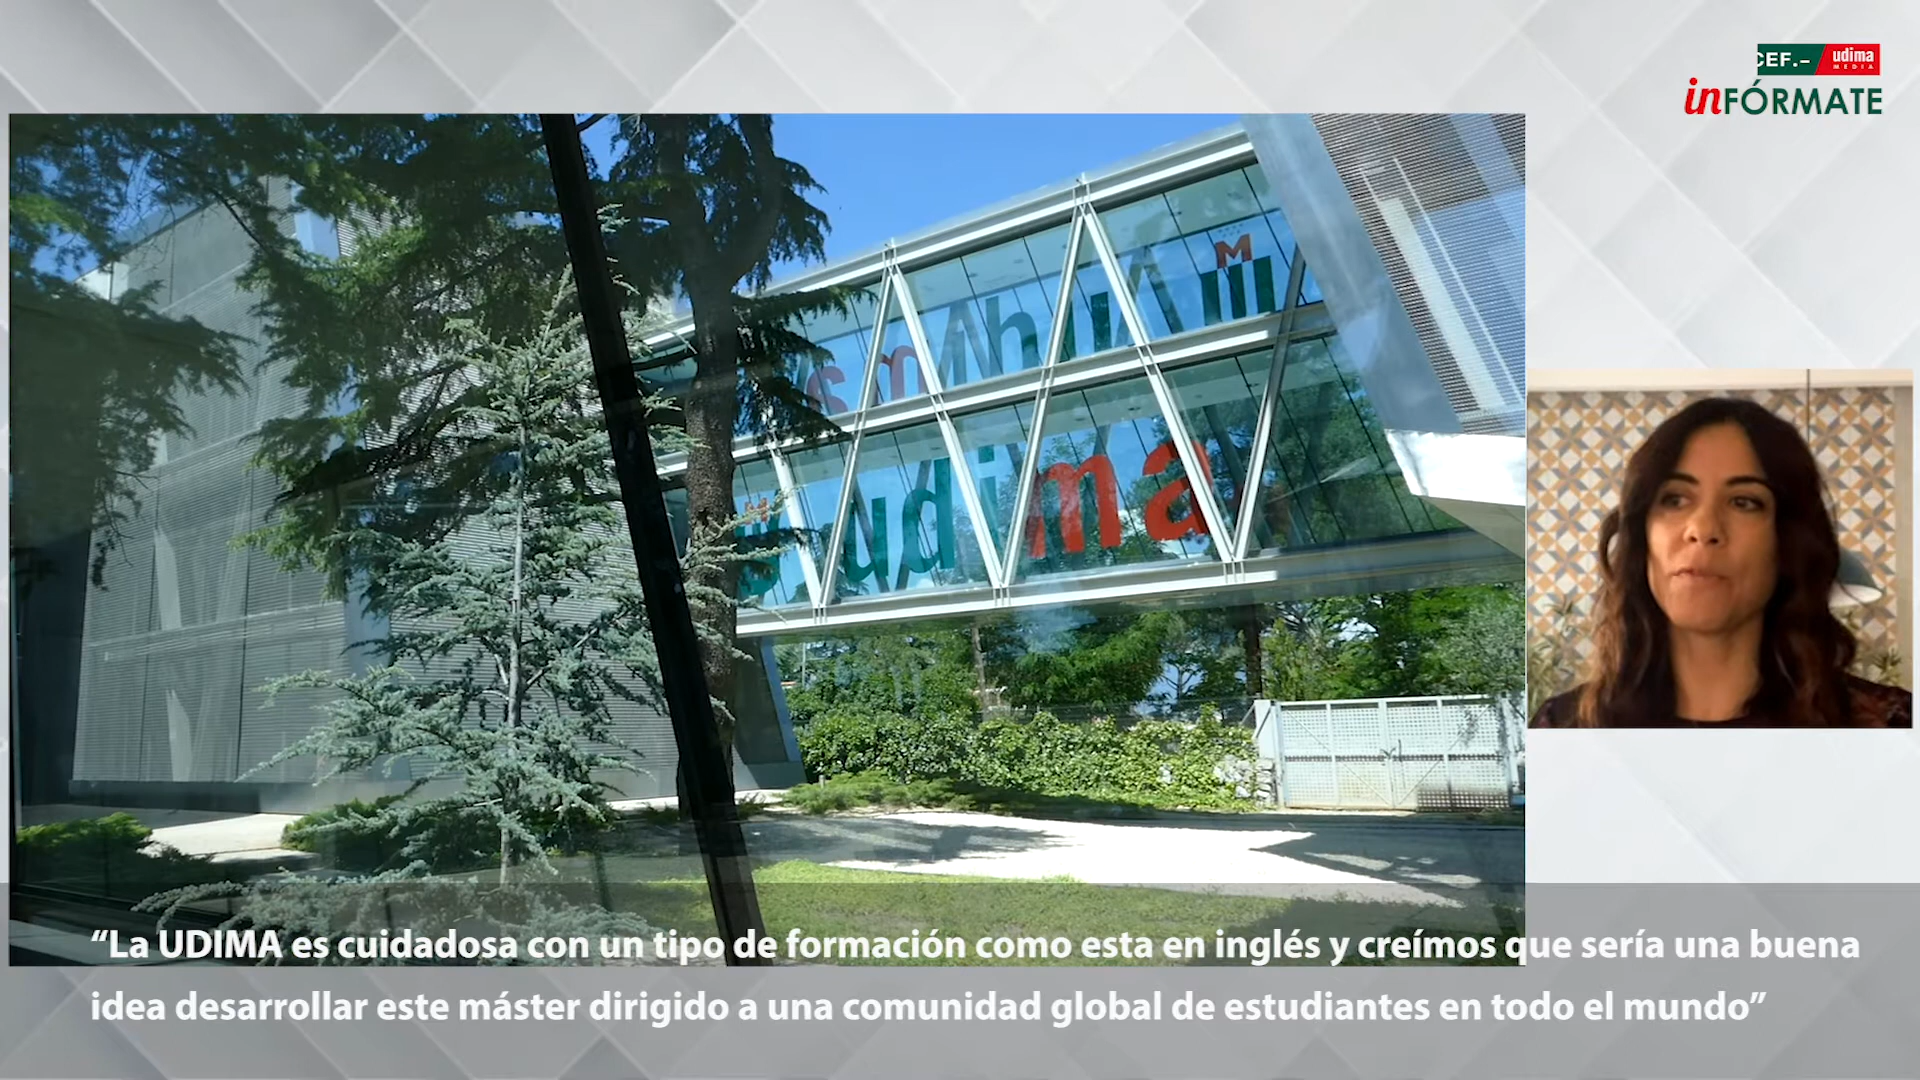 CEF.- udima
MEDIA
inFÓRMATE
M
udima
“La UDIMA es cuidadosa con un tipo de formación como esta en inglés y creímos que sería una buena
idea desarrollar este máster dirigido a una comunidad global de estudiantes en todo el mundo”